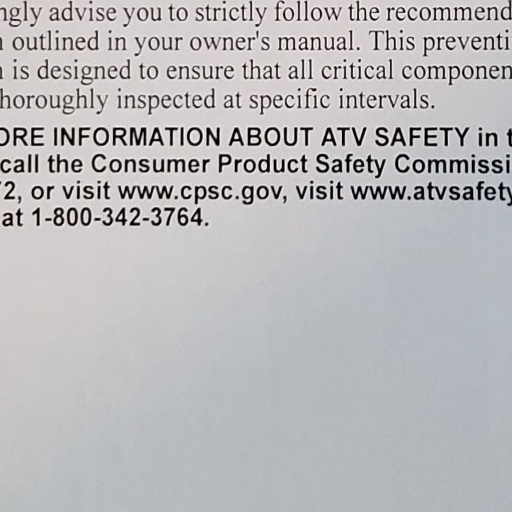 ngly advise you to strictly follow the recommend
outlined in your owner's manual. This preventi
is designed to ensure that all critical componen
horoughly inspected at specific intervals.
ORE INFORMATION ABOUT ATV SAFETY in t
call the Consumer Product Safety Commissi
2, or visit www.cpsc.gov, visit www.atvsafety
at 1-800-342-3764.